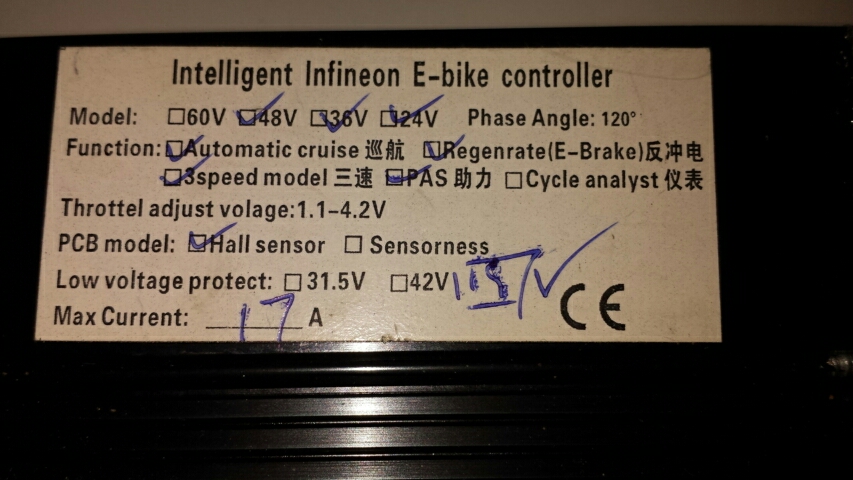 Intelligent Infineon E-bike controller
Model: □60V ☑48V ☑36V ☑24V Phase Angle: 120°
Function: ☑Automatic cruise 巡航 ☑Regenrate(E-Brake)反冲电
☑3speed model 三速 ☑PAS 助力 □Cycle analyst 仪表
Throttel adjust volage:1.1-4.2V
PCB model: ☑Hall sensor □ Sensorness
Low voltage protect: □31.5V □42V
Max Current: 17 A
CE